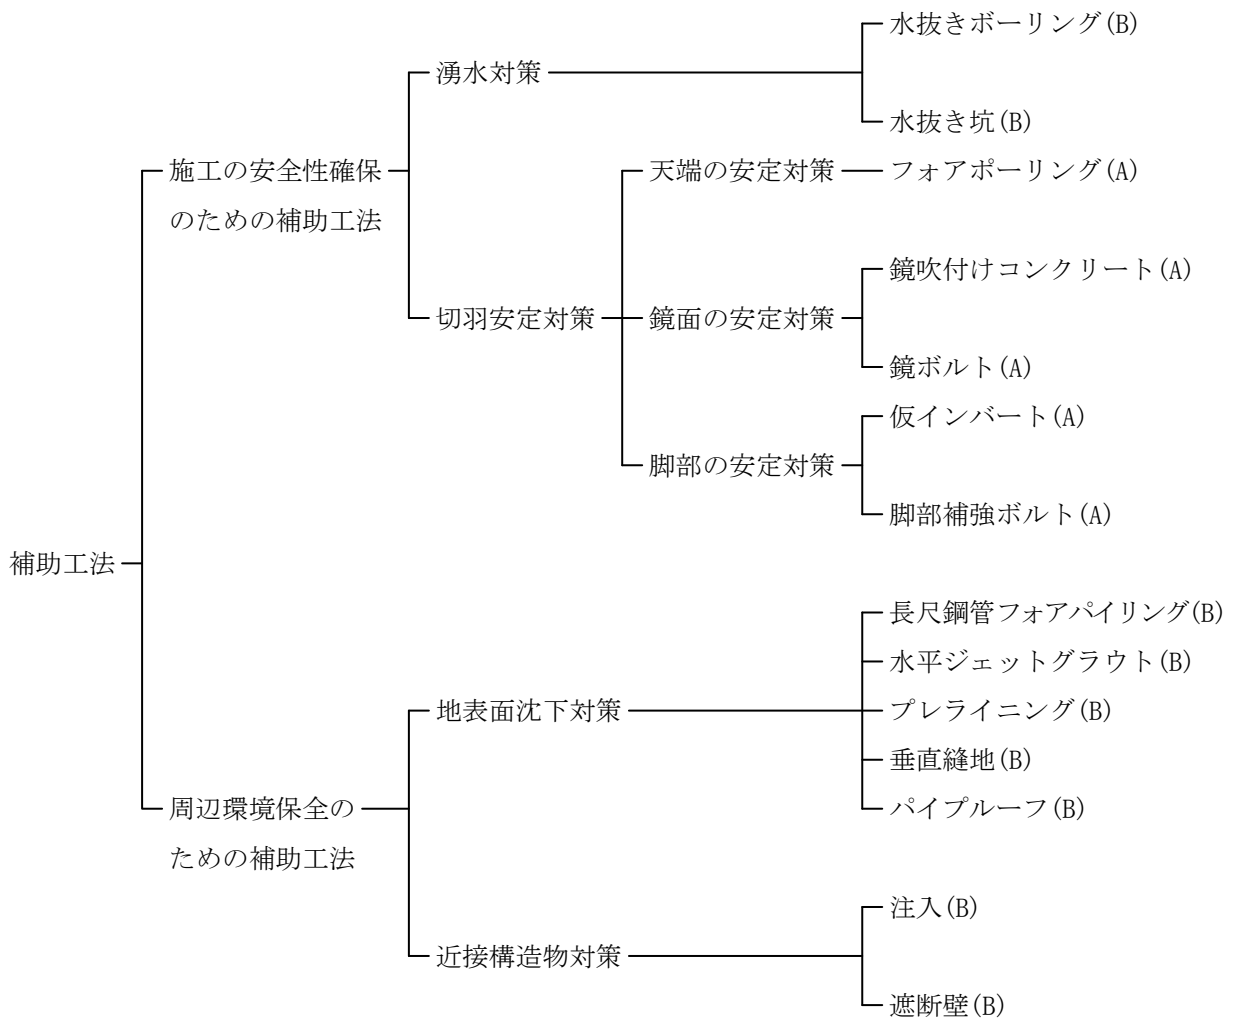 水抜きボーリング(B)
湧水対策
水抜き坑(B)
施工の安全性確保
のための補助工法
天端の安定対策
フォアポーリング(A)
鏡吹付けコンクリート(A)
切羽安定対策
鏡面の安定対策
鏡ボルト(A)
仮インバート(A)
脚部の安定対策
脚部補強ボルト(A)
補助工法
長尺鋼管フォアパイリング(B)
水平ジェットグラウト(B)
地表面沈下対策
プレライニング(B)
垂直縫地(B)
周辺環境保全の
ための補助工法
パイプルーフ(B)
注入(B)
近接構造物対策
遮断壁(B)